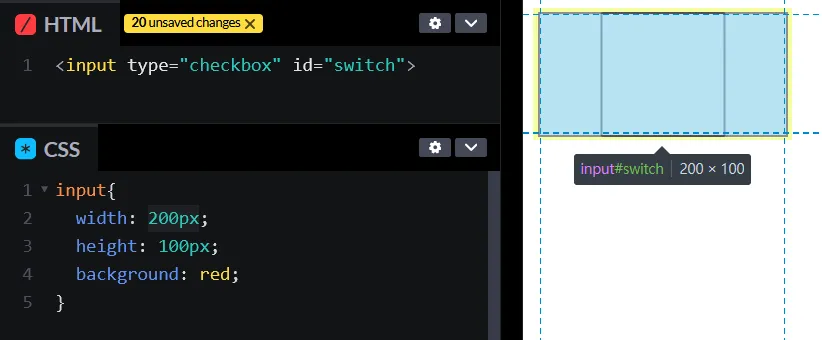 HTML
20 unsaved changes ×
1 <input type="checkbox" id="switch">
CSS
1 input{
2 width: 200px;
3 height: 100px;
4 background: red;
5 }
input#switch 200 × 100